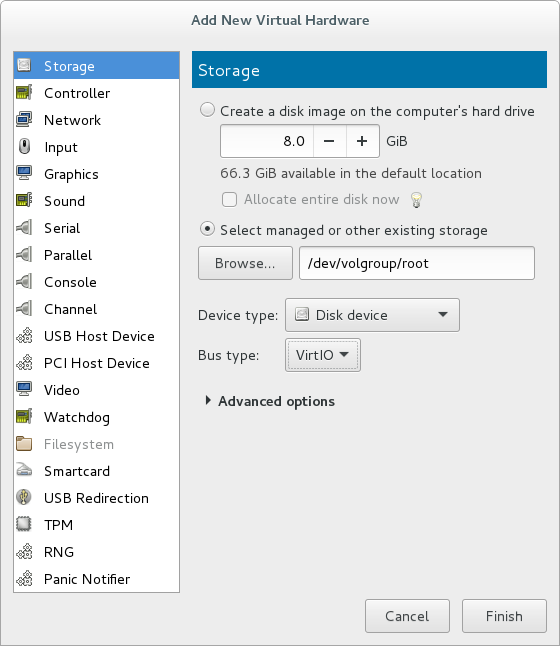 Add New Virtual Hardware
Storage
Controller
Network
Input
Graphics
Sound
Serial
Parallel
Console
Channel
USB Host Device
PCI Host Device
Video
Watchdog
Filesystem
Smartcard
USB Redirection
TPM
RNG
Panic Notifier
Storage
Create a disk image on the computer's hard drive
8.0 − + GiB
66.3 GiB available in the default location
Allocate entire disk now
Select managed or other existing storage
Browse... /dev/volgroup/root
Device type: Disk device
Bus type: VirtIO
Advanced options
Cancel Finish